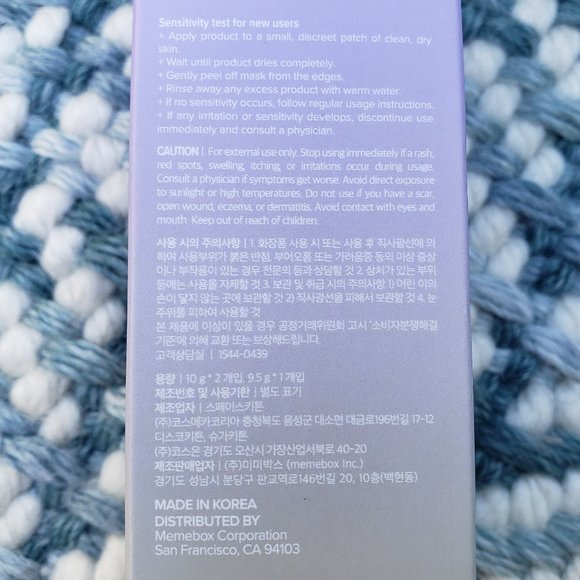 Sensitivity test for new users
+ Apply product to a small, discreet patch of clean, dry
skin.
+ Wait until product dries completely.
+ Gently peel off mask from the edges.
+ Rinse away any excess product with warm water.
+ If no sensitivity occurs, follow regular usage instructions.
+ If any irritation or sensitivity develops, discontinue use
immediately and consult a physician.
CAUTION | For external use only. Stop using immediately if a rash,
red spots, swelling, itching, or irritations occur during usage.
Consult a physician if symptoms get worse. Avoid direct exposure
to sunlight or high temperatures. Do not use if you have a scar,
open wound, eczema, or dermatitis. Avoid contact with eyes and
mouth. Keep out of reach of children.
사용 시의 주의사항 | 1. 화장품 사용 시 또는 사용 후 직사광선에 의
하여 사용부위가 붉은 반점, 부어오름 또는 가려움증 등의 이상 증상
이나 부작용이 있는 경우 전문의 등과 상담할 것 2. 상처가 있는 부위
등에는 사용을 자제할 것 3. 보관 및 취급 시의 주의사항 1) 어린 이의
손이 닿지 않는 곳에 보관할 것 2) 직사광선을 피해서 보관할 것 4. 눈
주위를 피하여 사용할 것
본 제품에 이상이 있을 경우 공정거래위원회 고시 '소비자분쟁해결
기준'에 의해 교환 또는 보상해드립니다.
고객상담실 | 1544-0439
용량 | 10 g * 2 개입, 9.5 g * 1 개입
제조번호 및 사용기한 | 별도 표기
제조업자 | 스페이스키튼
(주)코스메카코리아 충청북도 음성군 대소면 대금로196번길 17-12
디스코키튼, 슈가키튼
(주)코스온 경기도 오산시 가장산업서북로 40-20
제조판매업자 | (주)미미박스 (memebox Inc.)
경기도 성남시 분당구 판교역로146번길 20, 10층(백현동)
MADE IN KOREA
DISTRIBUTED BY
Memebox Corporation
San Francisco, CA 94103